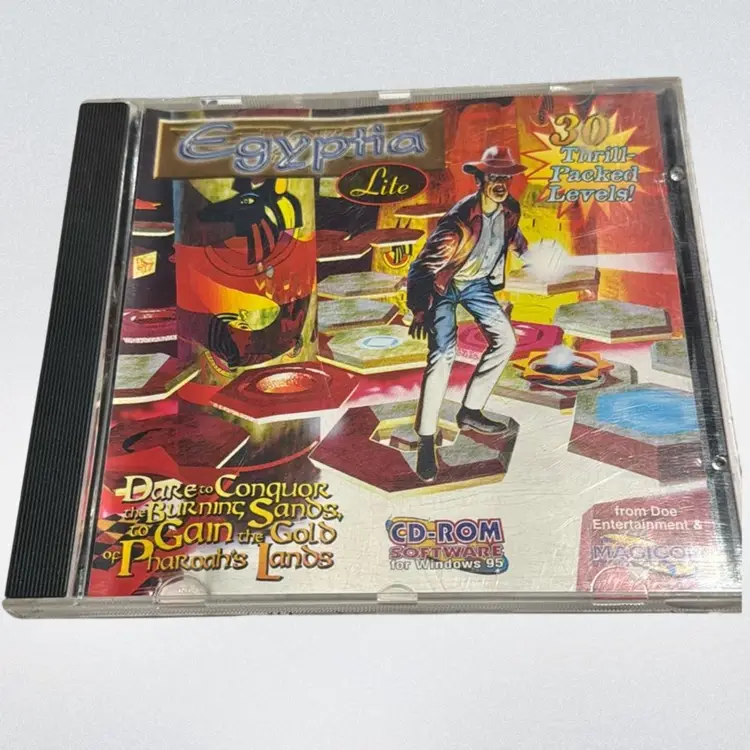 Egyptia
Lite
30
Thrill-
Packed
Levels!
Dare to Conquor
the Burning Sands,
to Gain the Gold
of Pharoah's Lands
CD-ROM
SOFTWARE
for Windows 95
from Doe
Entertainment &